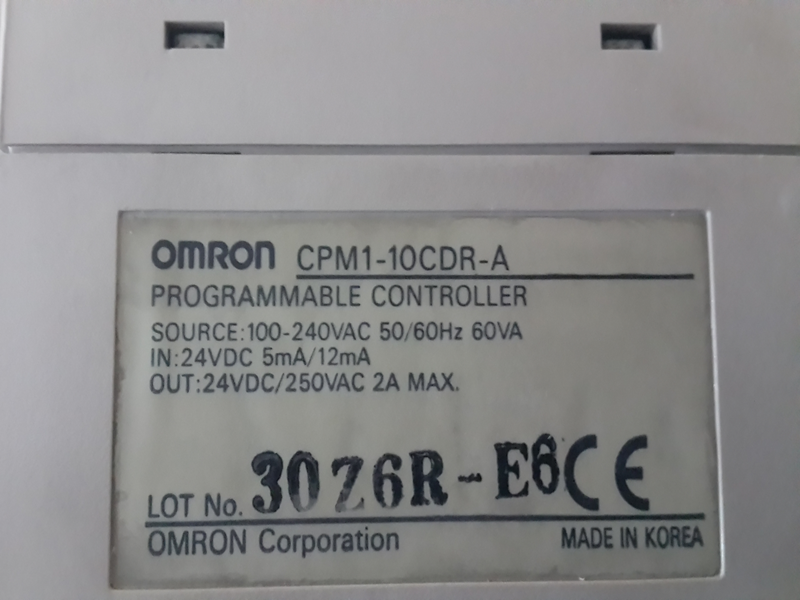 OMRON CPM1-10CDR-A
PROGRAMMABLE CONTROLLER
SOURCE:100-240VAC 50/60Hz 60VA
IN:24VDC 5mA/12mA
OUT:24VDC/250VAC 2A MAX.
LOT No. 30Z6R-E6 CE
OMRON Corporation MADE IN KOREA